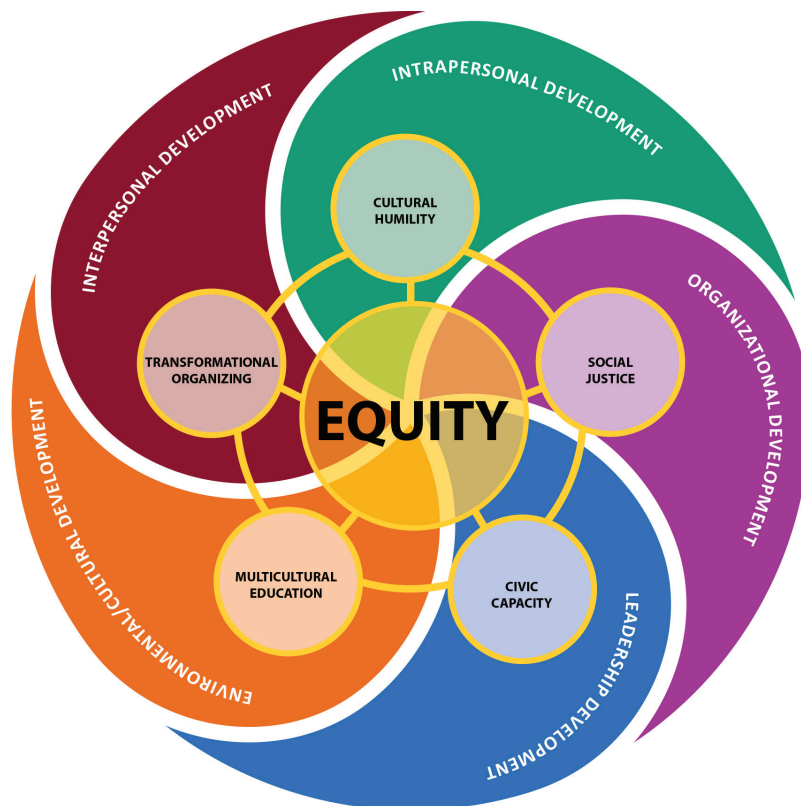 INTERPERSONAL DEVELOPMENT
INTRAPERSONAL DEVELOPMENT
ORGANIZATIONAL DEVELOPMENT
LEADERSHIP DEVELOPMENT
ENVIRONMENTAL/CULTURAL DEVELOPMENT
CULTURAL
HUMILITY
SOCIAL
JUSTICE
CIVIC
CAPACITY
MULTICULTURAL
EDUCATION
TRANSFORMATIONAL
ORGANIZING
EQUITY